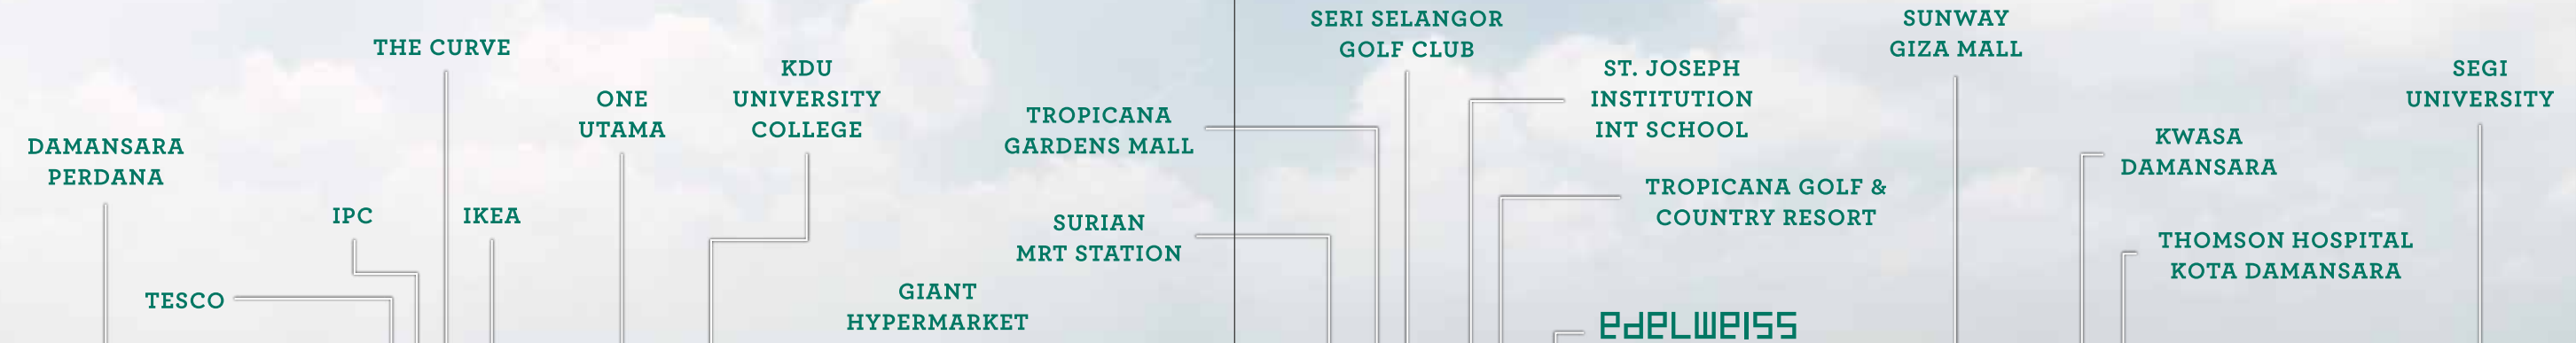 DAMANSARA
PERDANA
TESCO
IPC
THE CURVE
IKEA
ONE
UTAMA
KDU
UNIVERSITY
COLLEGE
GIANT
HYPERMARKET
TROPICANA
GARDENS MALL
SURIAN
MRT STATION
SERI SELANGOR
GOLF CLUB
ST. JOSEPH
INSTITUTION
INT SCHOOL
TROPICANA GOLF &
COUNTRY RESORT
edelweiss
SUNWAY
GIZA MALL
KWASA
DAMANSARA
THOMSON HOSPITAL
KOTA DAMANSARA
SEGI
UNIVERSITY